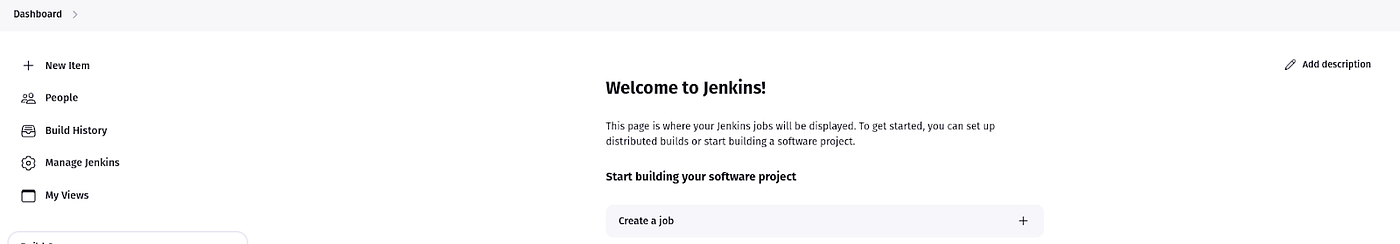 Dashboard
New Item
People
Build History
Manage Jenkins
My Views
Add description
Welcome to Jenkins!
This page is where your Jenkins jobs will be displayed. To get started, you can set up
distributed builds or start building a software project.
Start building your software project
Create a job